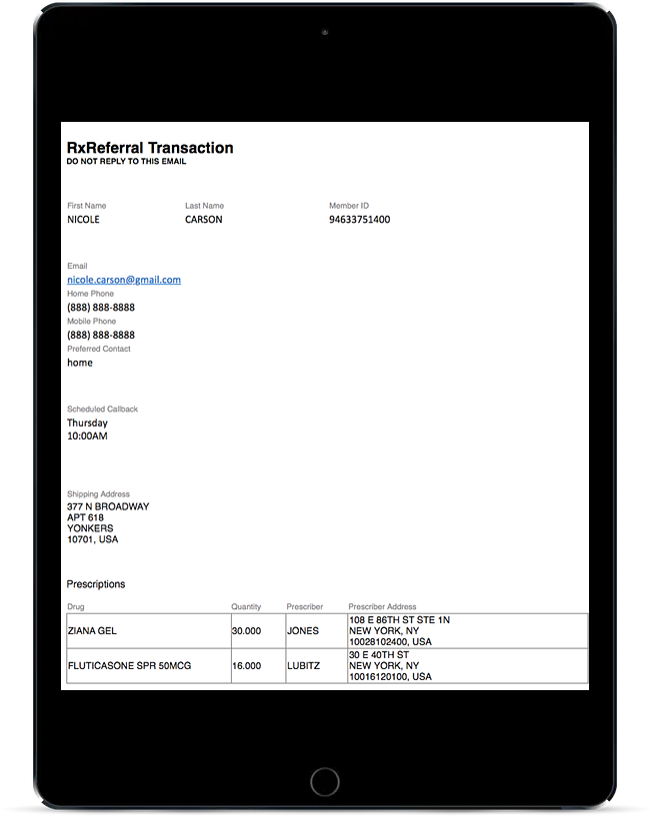 RxReferral Transaction
DO NOT REPLY TO THIS EMAIL
First Name Last Name Member ID
NICOLE CARSON 94633751400
Email
nicole.carson@gmail.com
Home Phone
(888) 888-8888
Mobile Phone
(888) 888-8888
Preferred Contact
home
Scheduled Callback
Thursday
10:00AM
Shipping Address
377 N BROADWAY
APT 618
YONKERS
10701, USA
Prescriptions
Drug Quantity Prescriber Prescriber Address
ZIANA GEL 30.000 JONES 108 E 86TH ST STE 1N
NEW YORK, NY
10028102400, USA
FLUTICASONE SPR 50MCG 16.000 LUBITZ 30 E 40TH ST
NEW YORK, NY
10016120100, USA